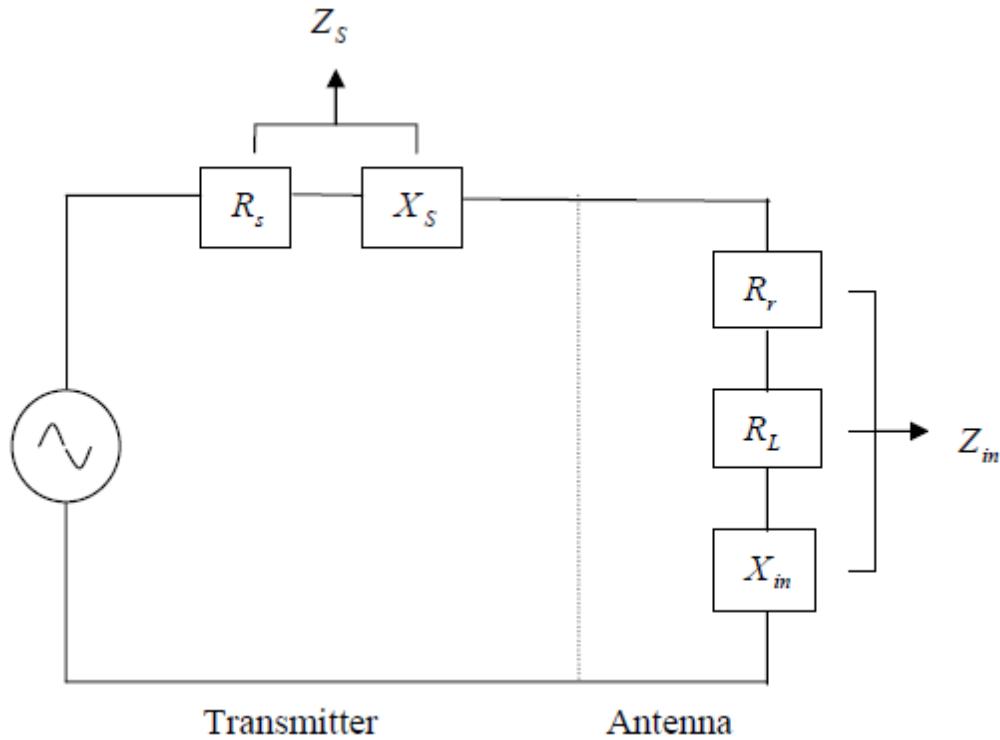 Z_S
R_s
X_S
R_r
R_L
Z_in
X_in
Transmitter
Antenna